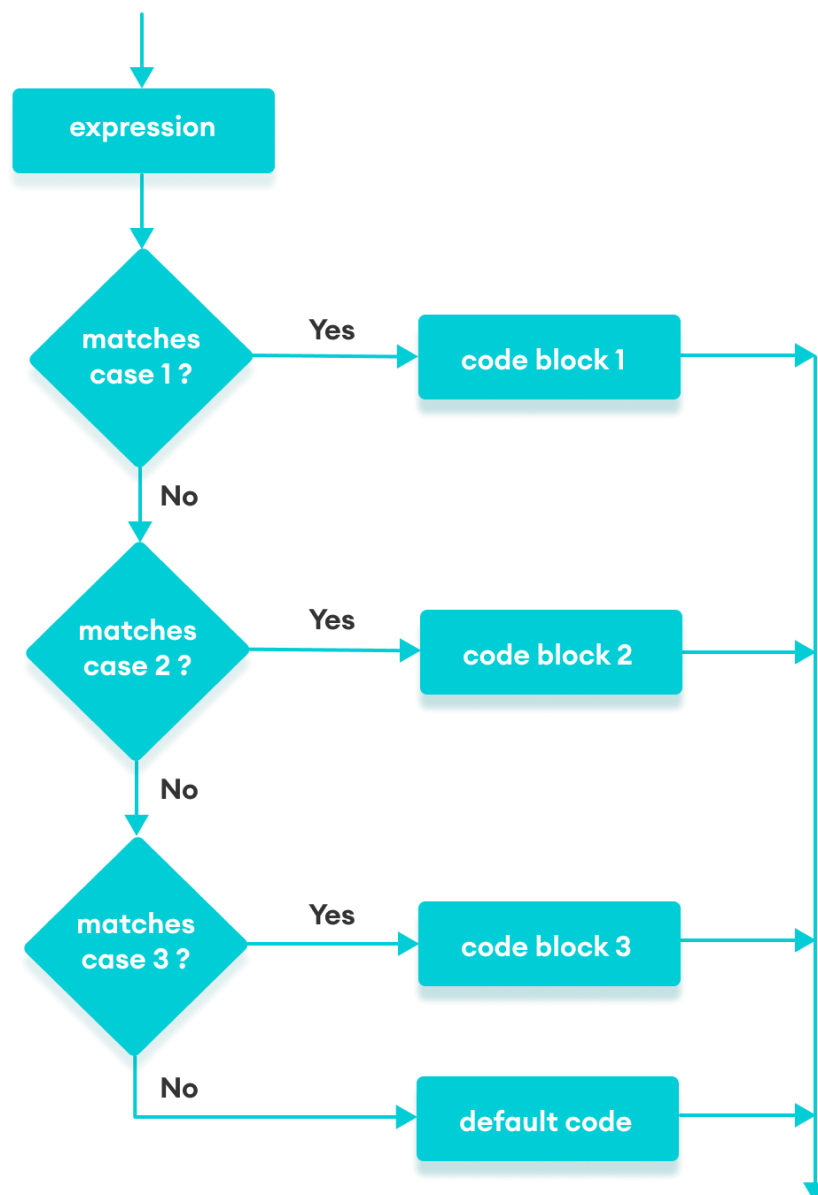 expression
matches
case 1 ?
Yes
code block 1
No
matches
case 2 ?
Yes
code block 2
No
matches
case 3 ?
Yes
code block 3
No
default code